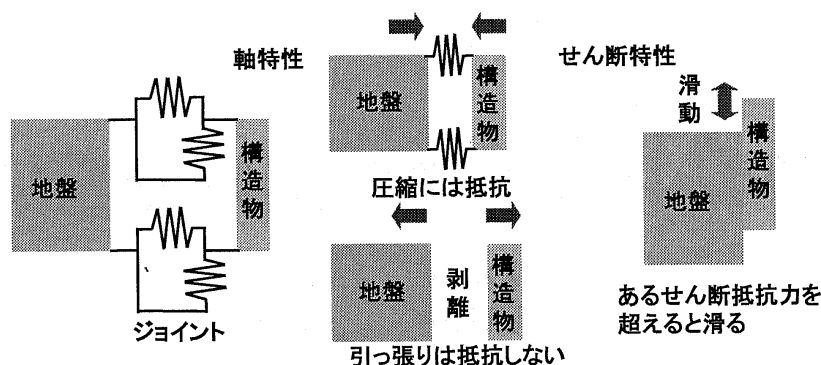 地盤
構造物
ジョイント
軸特性
地盤
構造物
圧縮には抵抗
地盤
剥離
構造物
引っ張りは抵抗しない
せん断特性
滑動
地盤
構造物
あるせん断抵抗力を
超えると滑る